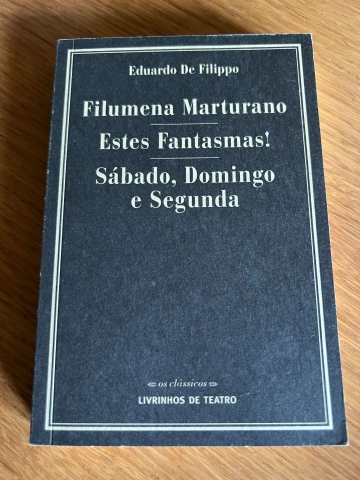 Eduardo De Filippo
Filumena Marturano
Estes Fantasmas!
Sábado, Domingo
e Segunda
os clássicos
LIVRINHOS DE TEATRO